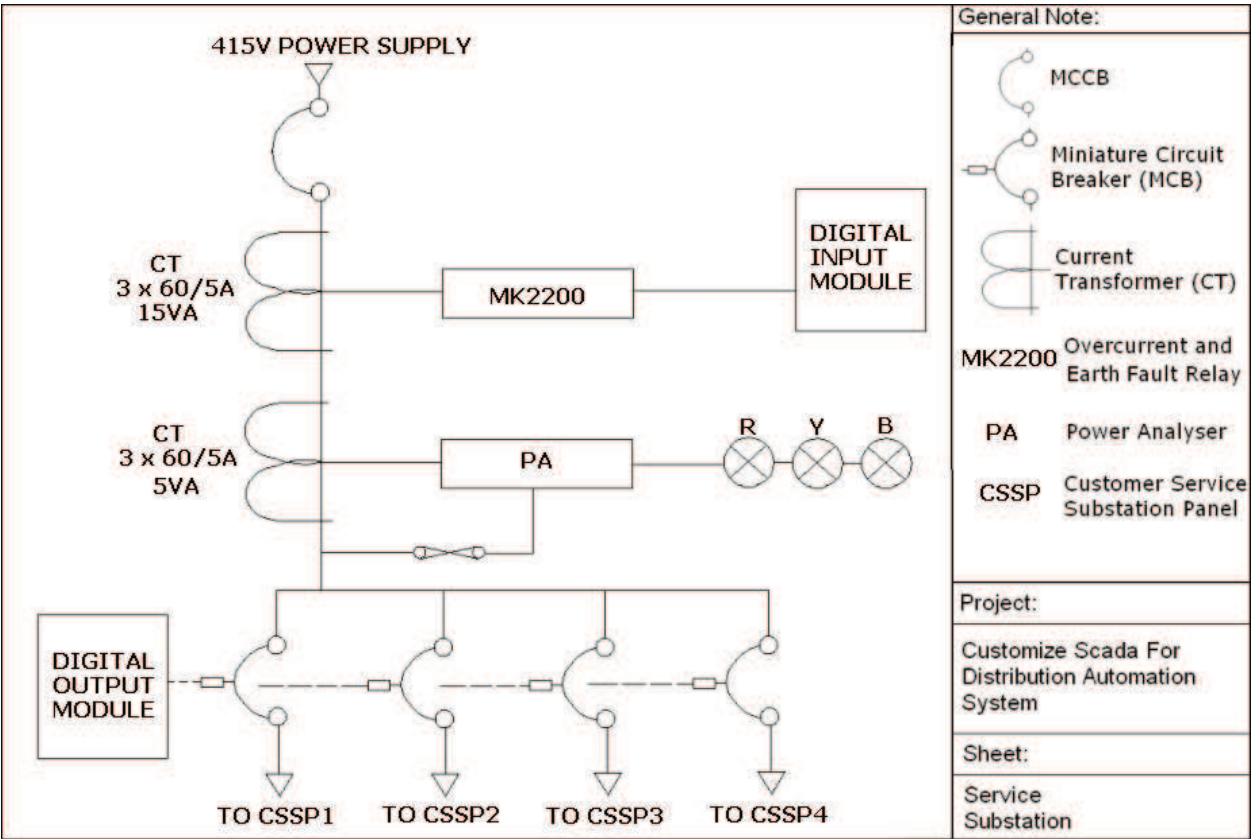 415V POWER SUPPLY
CT
3 x 60/5A
15VA
MK2200
DIGITAL
INPUT
MODULE
CT
3 x 60/5A
5VA
PA
R Y B
DIGITAL
OUTPUT
MODULE
TO CSSP1 TO CSSP2 TO CSSP3 TO CSSP4
General Note:
MCCB
Miniature Circuit
Breaker (MCB)
Current
Transformer (CT)
MK2200 Overcurrent and
Earth Fault Relay
PA Power Analyser
CSSP Customer Service
Substation Panel
Project:
Customize Scada For
Distribution Automation
System
Sheet:
Service
Substation